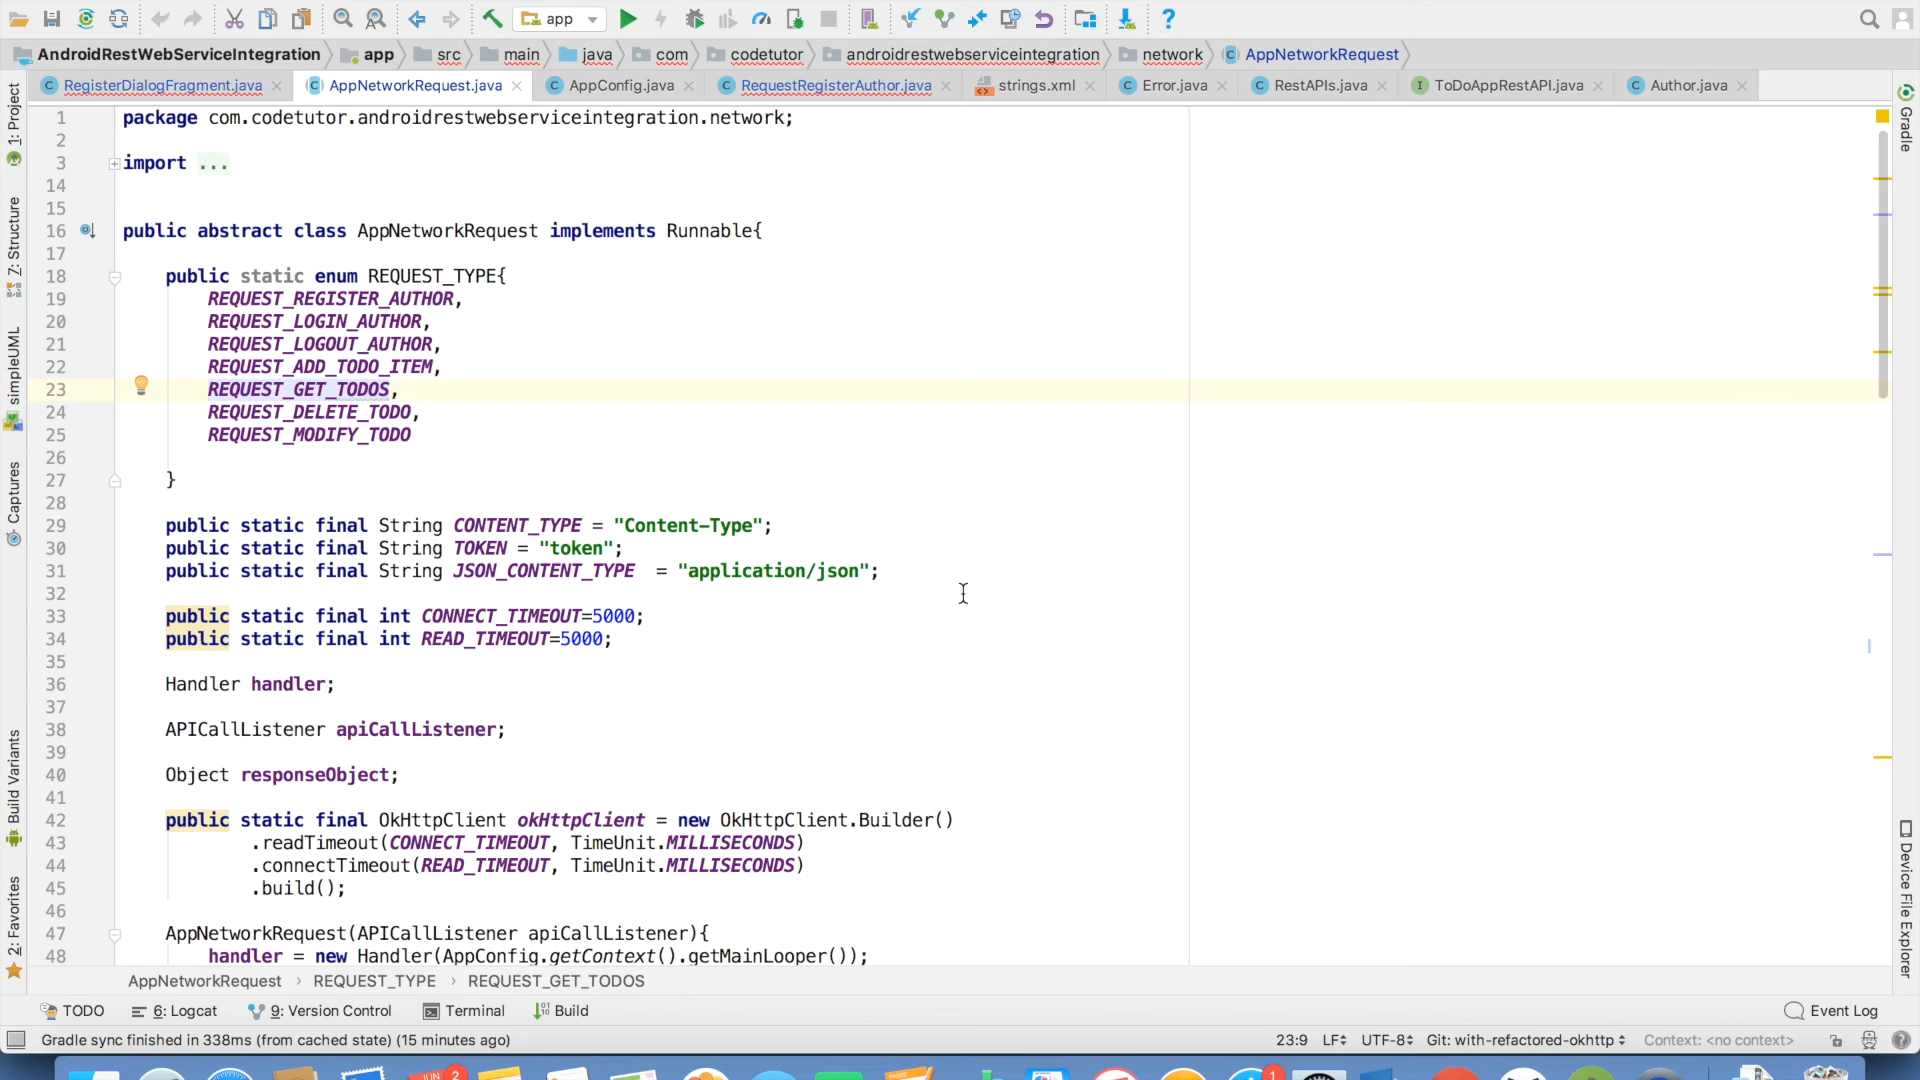 app
AndroidRestWebServiceIntegration app src main java com codetutor androidrestwebserviceintegration network AppNetworkRequest
RegisterDialogFragment.java AppNetworkRequest.java AppConfig.java RequestRegisterAuthor.java strings.xml Error.java RestAPIs.java ToDoAppRestAPI.java Author.java
1: Project
7: Structure
simpleUML
Captures
Build Variants
2: Favorites
1 package com.codetutor.androidrestwebserviceintegration.network;
2
3 import ...
14
15
16 public abstract class AppNetworkRequest implements Runnable{
17
18 public static enum REQUEST_TYPE{
19 REQUEST_REGISTER_AUTHOR,
20 REQUEST_LOGIN_AUTHOR,
21 REQUEST_LOGOUT_AUTHOR,
22 REQUEST_ADD_TODO_ITEM,
23 REQUEST_GET_TODOS,
24 REQUEST_DELETE_TODO,
25 REQUEST_MODIFY_TODO
26
27 }
28
29 public static final String CONTENT_TYPE = "Content-Type";
30 public static final String TOKEN = "token";
31 public static final String JSON_CONTENT_TYPE = "application/json";
32
33 public static final int CONNECT_TIMEOUT=5000;
34 public static final int READ_TIMEOUT=5000;
35
36 Handler handler;
37
38 APICallListener apiCallListener;
39
40 Object responseObject;
41
42 public static final OkHttpClient okHttpClient = new OkHttpClient.Builder()
43 .readTimeout(CONNECT_TIMEOUT, TimeUnit.MILLISECONDS)
44 .connectTimeout(READ_TIMEOUT, TimeUnit.MILLISECONDS)
45 .build();
46
47 AppNetworkRequest(APICallListener apiCallListener){
48 handler = new Handler(AppConfig.getContext().getMainLooper());
Gradle
Device File Explorer
AppNetworkRequest › REQUEST_TYPE › REQUEST_GET_TODOS
TODO 6: Logcat 9: Version Control Terminal Build Event Log
Gradle sync finished in 338ms (from cached state) (15 minutes ago) 23:9 LF UTF-8 Git: with-refactored-okhttp Context: <no context>
JUN 2 PAGES 1